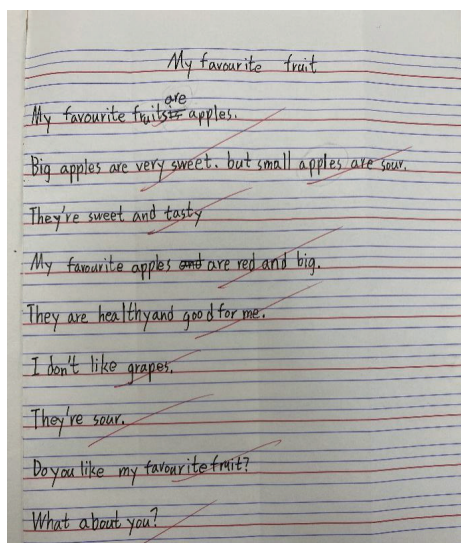 My favourite fruit
My favourite fruits are apples.
Big apples are very sweet. but small apples are sour.
They're sweet and tasty
My favourite apples are red and big.
They are healthy and good for me.
I don't like grapes.
They're sour.
Do you like my favourite fruit?
What about you?